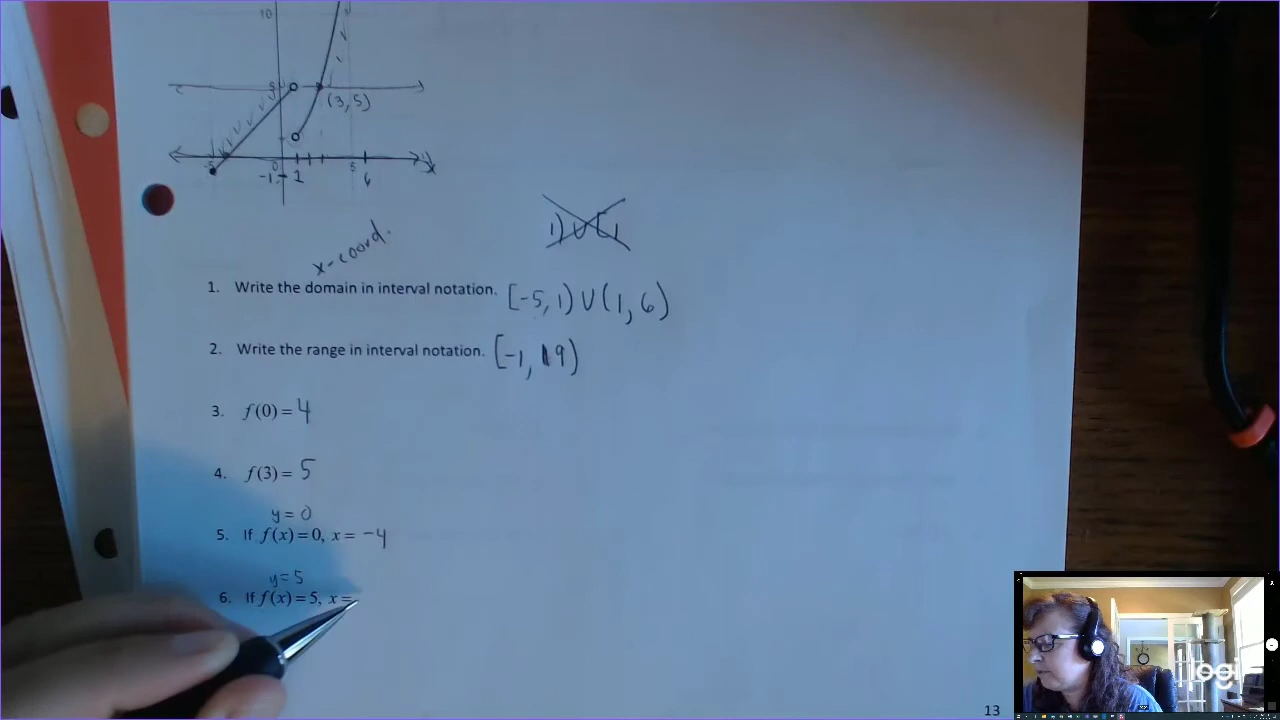 10
5
(3,5)
-5
0
5
x
-1
1
6
1) ∪ (1
x-coord.
1. Write the domain in interval notation. [-5, 1) ∪ (1, 6)
2. Write the range in interval notation. [-1, 19)
3. f(0) = 4
4. f(3) = 5
y = 0
5. If f(x) = 0, x = -4
y = 5
6. If f(x) = 5, x =
13
logi